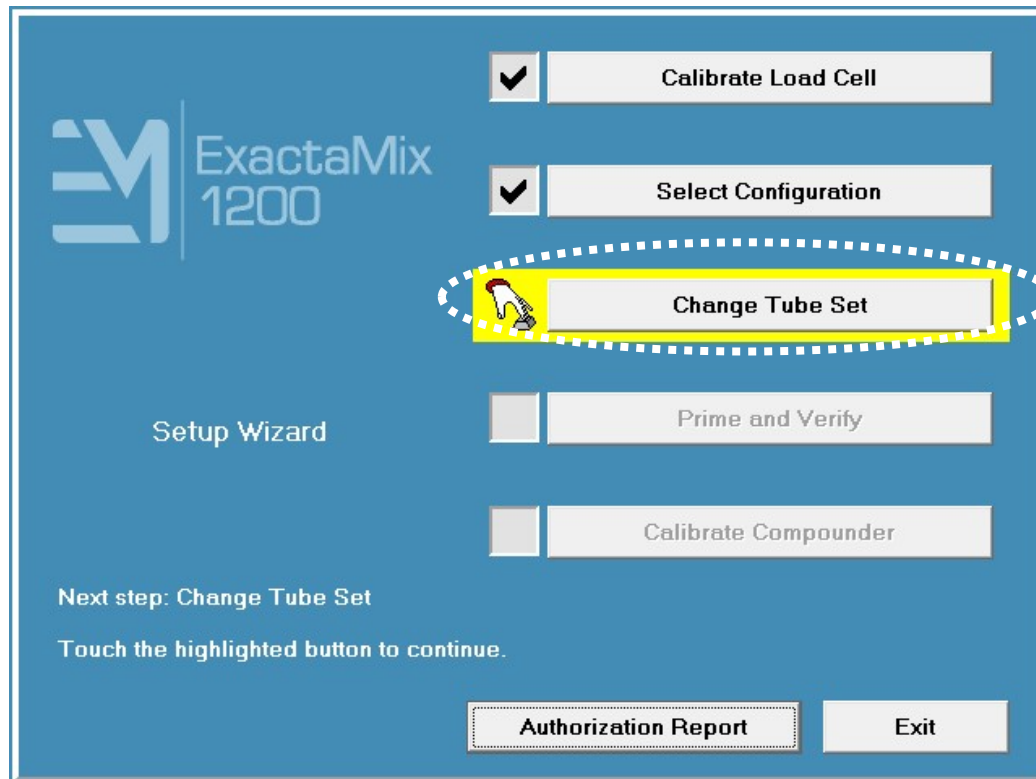 Calibrate Load Cell
ExactaMix
1200
Select Configuration
Change Tube Set
Setup Wizard
Prime and Verify
Calibrate Compounder
Next step: Change Tube Set
Touch the highlighted button to continue.
Authorization Report
Exit